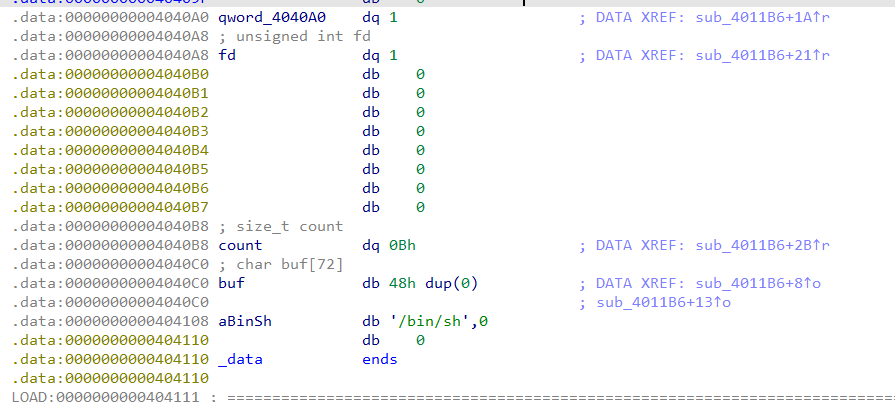 .data:00000000004040A0 qword_4040A0 dq 1 ; DATA XREF: sub_4011B6+1A↑r
.data:00000000004040A8 ; unsigned int fd
.data:00000000004040A8 fd dq 1 ; DATA XREF: sub_4011B6+21↑r
.data:00000000004040B0 db 0
.data:00000000004040B1 db 0
.data:00000000004040B2 db 0
.data:00000000004040B3 db 0
.data:00000000004040B4 db 0
.data:00000000004040B5 db 0
.data:00000000004040B6 db 0
.data:00000000004040B7 db 0
.data:00000000004040B8 ; size_t count
.data:00000000004040B8 count dq 0Bh ; DATA XREF: sub_4011B6+2B↑r
.data:00000000004040C0 ; char buf[72]
.data:00000000004040C0 buf db 48h dup(0) ; DATA XREF: sub_4011B6+8↑o
.data:00000000004040C0 ; sub_4011B6+13↑o
.data:0000000000404108 aBinSh db '/bin/sh',0
.data:0000000000404110 db 0
.data:0000000000404110 _data ends
.data:0000000000404110
LOAD:0000000000404111 ; ===========================================================================